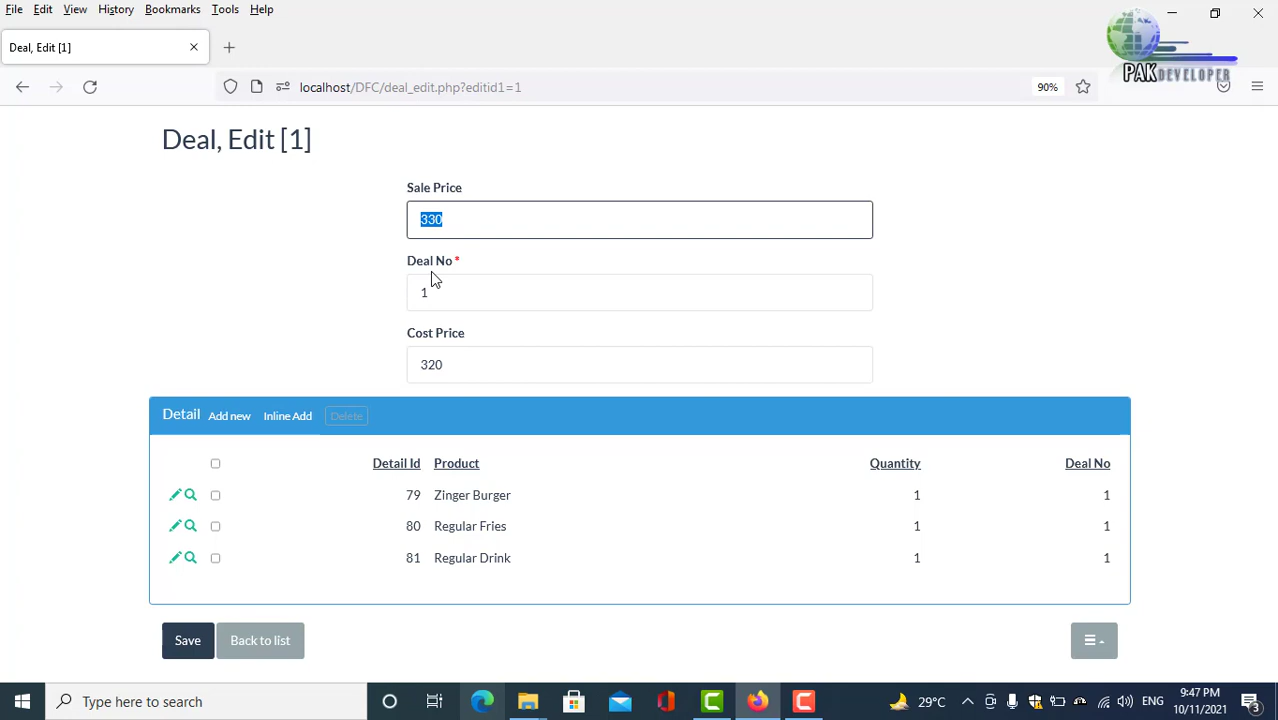 File Edit View History Bookmarks Tools Help
Deal, Edit [1]
PAKDEVELOPER
localhost/DFC/deal_edit.php?editid1=1 90%
Deal, Edit [1]
Sale Price
330
Deal No *
1
Cost Price
320
Detail Add new Inline Add Delete
Detail Id Product Quantity Deal No
79 Zinger Burger 1 1
80 Regular Fries 1 1
81 Regular Drink 1 1
Save Back to list
Type here to search 29°C ENG 9:47 PM
10/11/2021 3